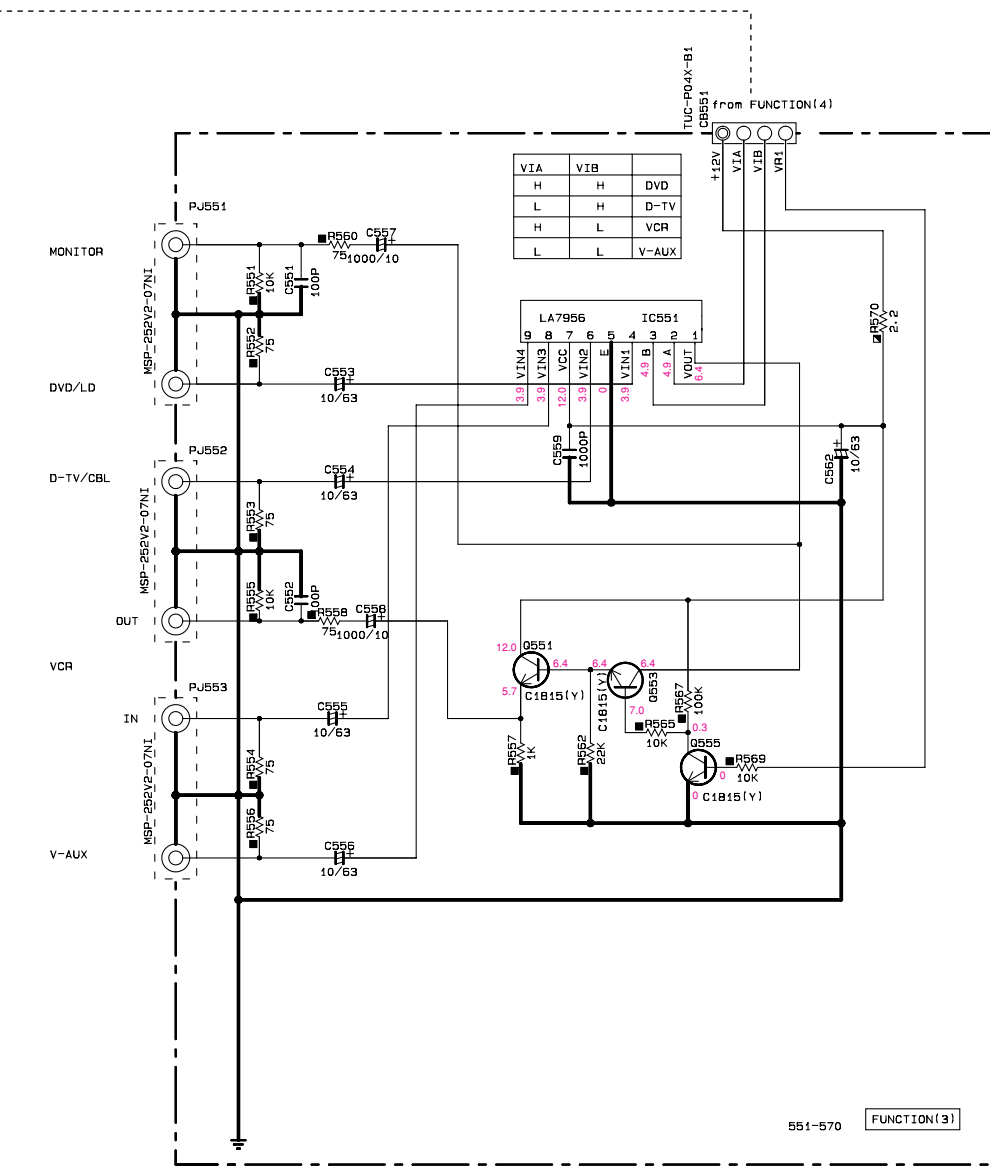 from FUNCTION(4)
TUC-P04X-B1
CB551
+12V
VIA
VIB
VR1
VIA VIB
H H DVD
L H D-TV
H L VCR
L L V-AUX
PJ551
MONITOR
MSP-252V2-07NI
R551
10K
C551
100P
R560
75
C557
+
1000/10
R552
75
DVD/LD
C553
+
10/63
LA7956 IC551
9 8 7 6 5 4 3 2 1
VIN4
VIN3
VCC
VIN2
E
VIN1
B
A
VOUT
3.9
3.9
12.0
3.9
0
3.9
4.9
4.9
6.4
R570
2.2
C559
1000P
C562
+
10/63
PJ552
D-TV/CBL
MSP-252V2-07NI
C554
+
10/63
R553
75
R555
10K
C552
100P
R558
75
C558
+
1000/10
OUT
VCR
12.0
Q551
6.4
5.7
C1815(Y)
6.4
6.4
C1815(Y)
Q553
7.0
R567
100K
R565
10K
0.3
Q555
0
0
C1815(Y)
R569
10K
R557
1K
R562
22K
PJ553
IN
MSP-252V2-07NI
C555
+
10/63
R554
75
R556
75
V-AUX
C556
+
10/63
551-570
FUNCTION(3)